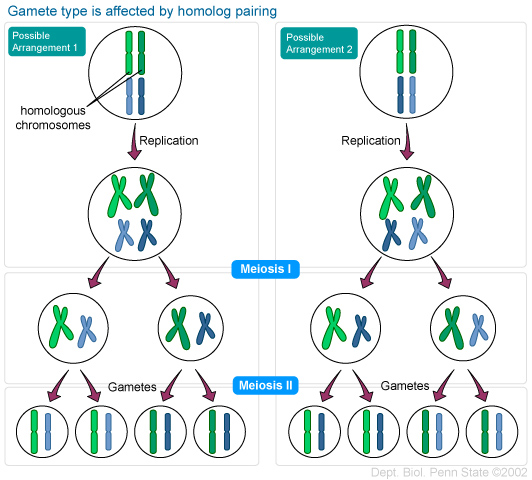 Gamete type is affected by homolog pairing
Possible
Arrangement 1
Possible
Arrangement 2
homologous
chromosomes
Replication
Replication
Meiosis I
Gametes
Meiosis II
Gametes
Dept. Biol. Penn State ©2002